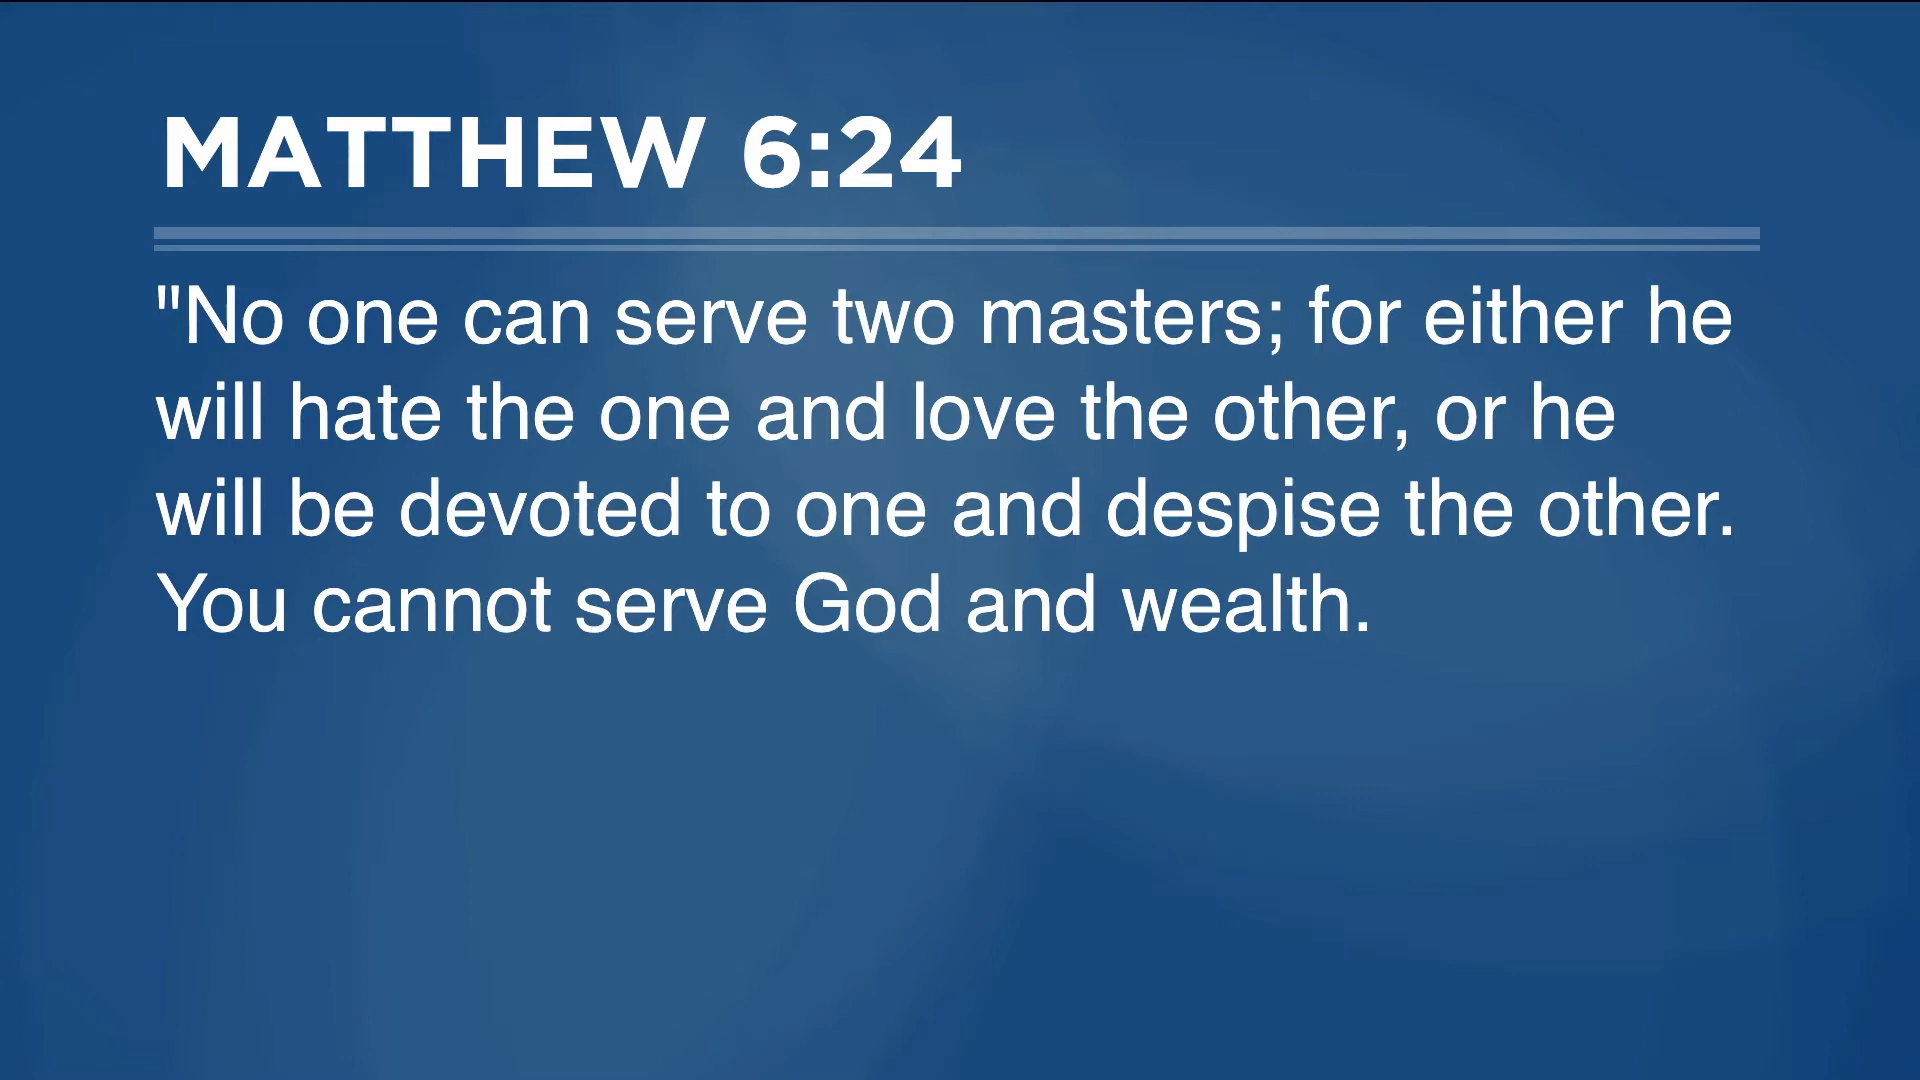 MATTHEW 6:24
"No one can serve two masters; for either he
will hate the one and love the other, or he
will be devoted to one and despise the other.
You cannot serve God and wealth.